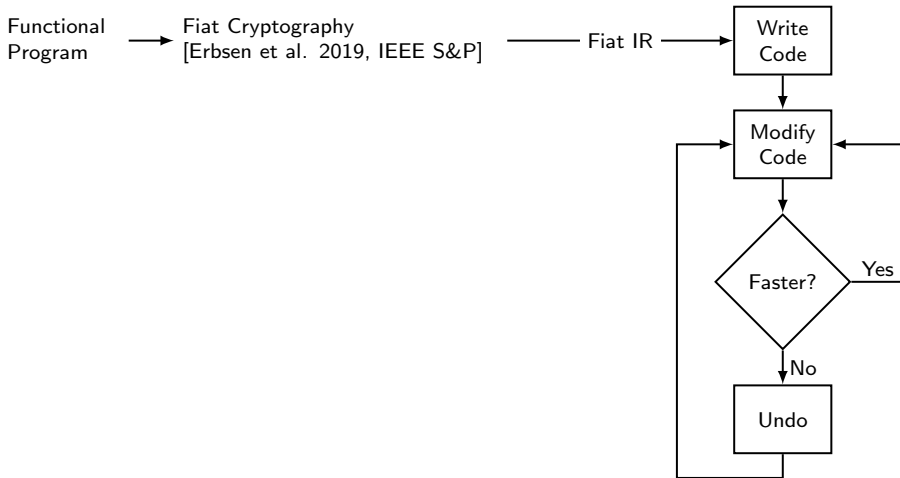 Functional
Program
Fiat Cryptography
[Erbsen et al. 2019, IEEE S&P]
Fiat IR
Write
Code
Modify
Code
Faster?
Yes
No
Undo